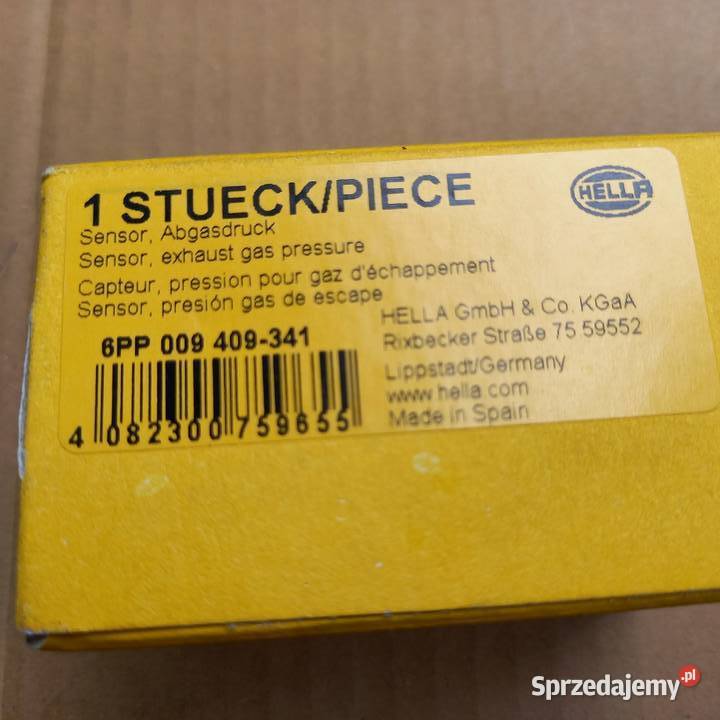 1 STUECK/PIECE
HELLA
Sensor, Abgasdruck
Sensor, exhaust gas pressure
Capteur, pression pour gaz d'échappement
Sensor, presión gas de escape
6PP 009 409-341
4 082300 759655
HELLA GmbH & Co. KGaA
Rixbecker Straße 75 59552
Lippstadt/Germany
www.hella.com
Made in Spain
Sprzedajemy.pl